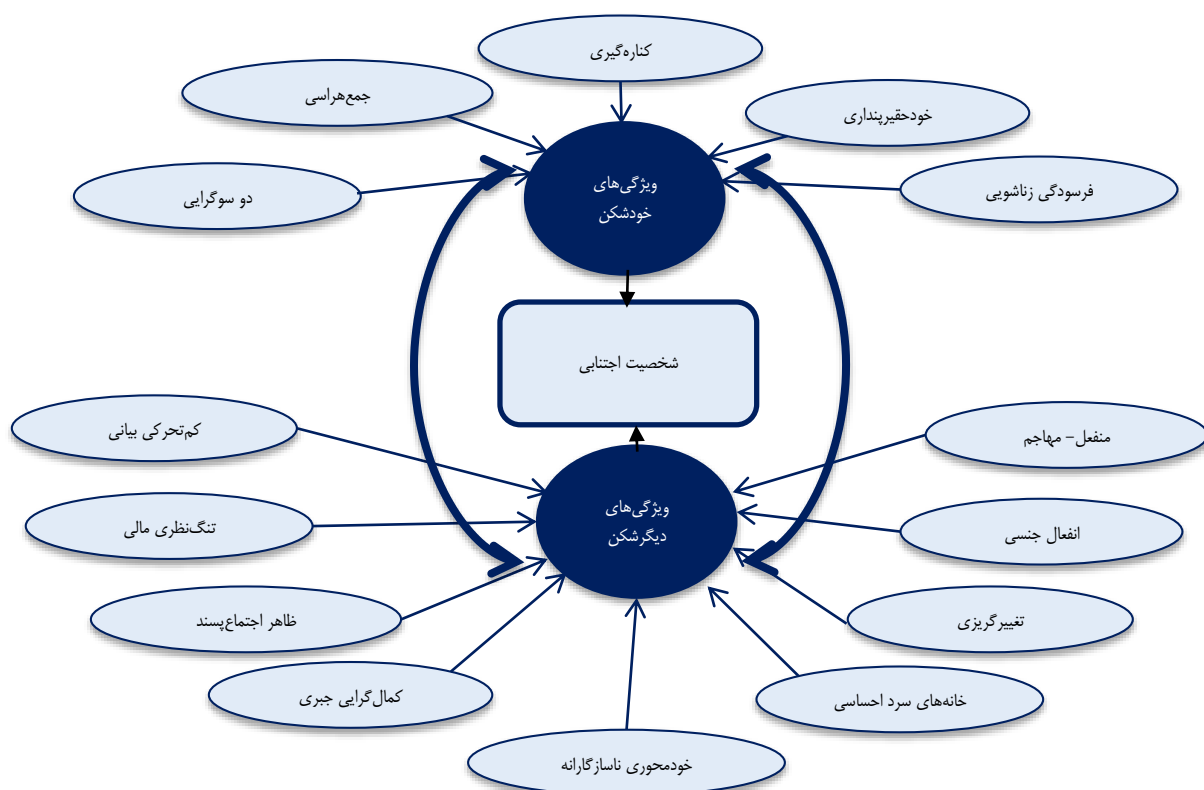 کناره‌گیری
جمع‌هراسی
خودحقیرپنداری
دو سوگرایی
ویژگی‌های
خودشکن
فرسودگی زناشویی
شخصیت اجتنابی
کم‌تحرکی بیانی
منفعل- مهاجم
ویژگی‌های
دیگرشکن
تنگ‌نظری مالی
انفعال جنسی
ظاهر اجتماع‌پسند
تغییرگریزی
کمال‌گرایی جبری
خانه‌های سرد احساسی
خودمحوری ناسازگارانه